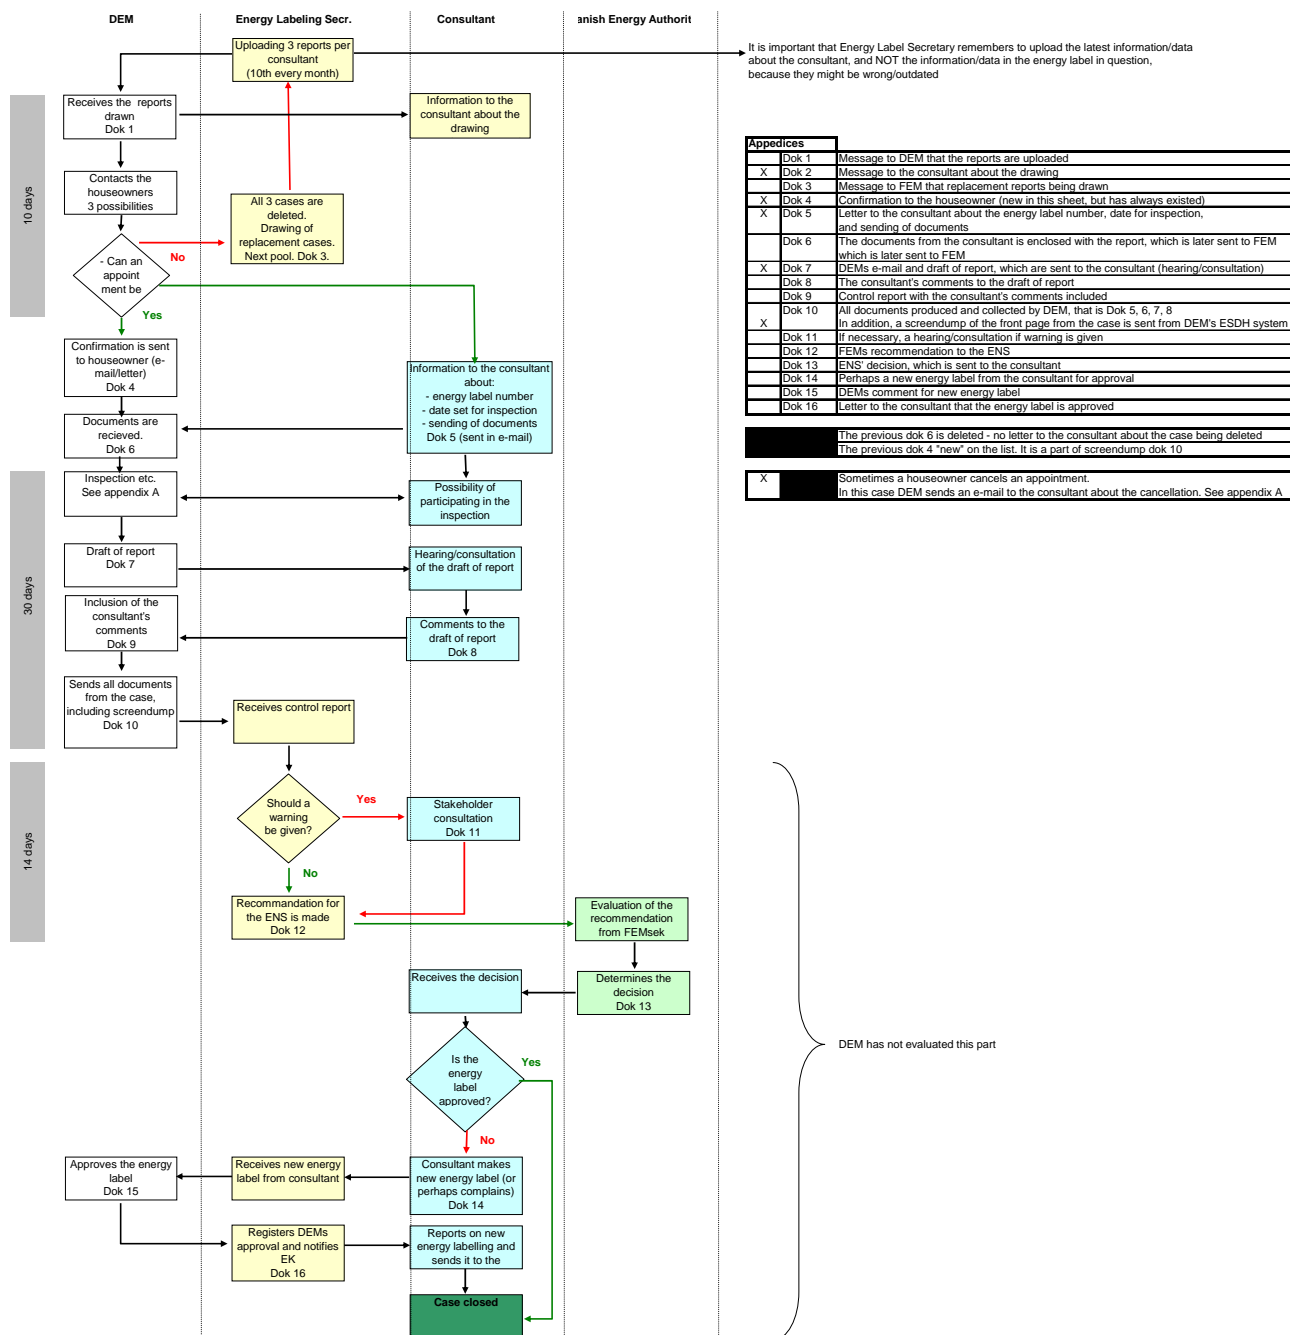 DEM
Energy Labeling Secr.
Consultant
anish Energy Authorit
Uploading 3 reports per
consultant
(10th every month)
It is important that Energy Label Secretary remembers to upload the latest information/data
about the consultant, and NOT the information/data in the energy label in question,
because they might be wrong/outdated
10 days
Receives the reports
drawn
Dok 1
Information to the
consultant about the
drawing
Contacts the
houseowners
3 possibilities
All 3 cases are
deleted.
Drawing of
replacement cases.
Next pool. Dok 3.
No
- Can an
appoint
ment be
Yes
Confirmation is sent
to houseowner (e-
mail/letter)
Dok 4
Information to the consultant
about:
- energy label number
- date set for inspection
- sending of documents
Dok 5 (sent in e-mail)
Documents are
recieved.
Dok 6
Appedices
Dok 1 Message to DEM that the reports are uploaded
X Dok 2 Message to the consultant about the drawing
Dok 3 Message to FEM that replacement reports being drawn
X Dok 4 Confirmation to the houseowner (new in this sheet, but has always existed)
X Dok 5 Letter to the consultant about the energy label number, date for inspection,
and sending of documents
Dok 6 The documents from the consultant is enclosed with the report, which is later sent to FEM
which is later sent to FEM
X Dok 7 DEMs e-mail and draft of report, which are sent to the consultant (hearing/consultation)
Dok 8 The consultant's comments to the draft of report
Dok 9 Control report with the consultant's comments included
Dok 10 All documents produced and collected by DEM, that is Dok 5, 6, 7, 8
X In addition, a screendump of the front page from the case is sent from DEM's ESDH system
Dok 11 If necessary, a hearing/consultation if warning is given
Dok 12 FEMs recommendation to the ENS
Dok 13 ENS' decision, which is sent to the consultant
Dok 14 Perhaps a new energy label from the consultant for approval
Dok 15 DEMs comment for new energy label
Dok 16 Letter to the consultant that the energy label is approved
The previous dok 6 is deleted - no letter to the consultant about the case being deleted
The previous dok 4 "new" on the list. It is a part of screendump dok 10
X Sometimes a houseowner cancels an appointment.
In this case DEM sends an e-mail to the consultant about the cancellation. See appendix A
30 days
Inspection etc.
See appendix A
Possibility of
participating in the
inspection
Draft of report
Dok 7
Hearing/consultation
of the draft of report
Inclusion of the
consultant's
comments
Dok 9
Comments to the
draft of report
Dok 8
Sends all documents
from the case,
including screendump
Dok 10
Receives control report
14 days
Should a
warning
be given?
Yes
Stakeholder
consultation
Dok 11
No
Recommandation for
the ENS is made
Dok 12
Evaluation of the
recommendation
from FEMsek
Receives the decision
Determines the
decision
Dok 13
DEM has not evaluated this part
Is the
energy
label
approved?
Yes
No
Approves the energy
label
Dok 15
Receives new energy
label from consultant
Consultant makes
new energy label (or
perhaps complains)
Dok 14
Registers DEMs
approval and notifies
EK
Dok 16
Reports on new
energy labelling and
sends it to the
Case closed